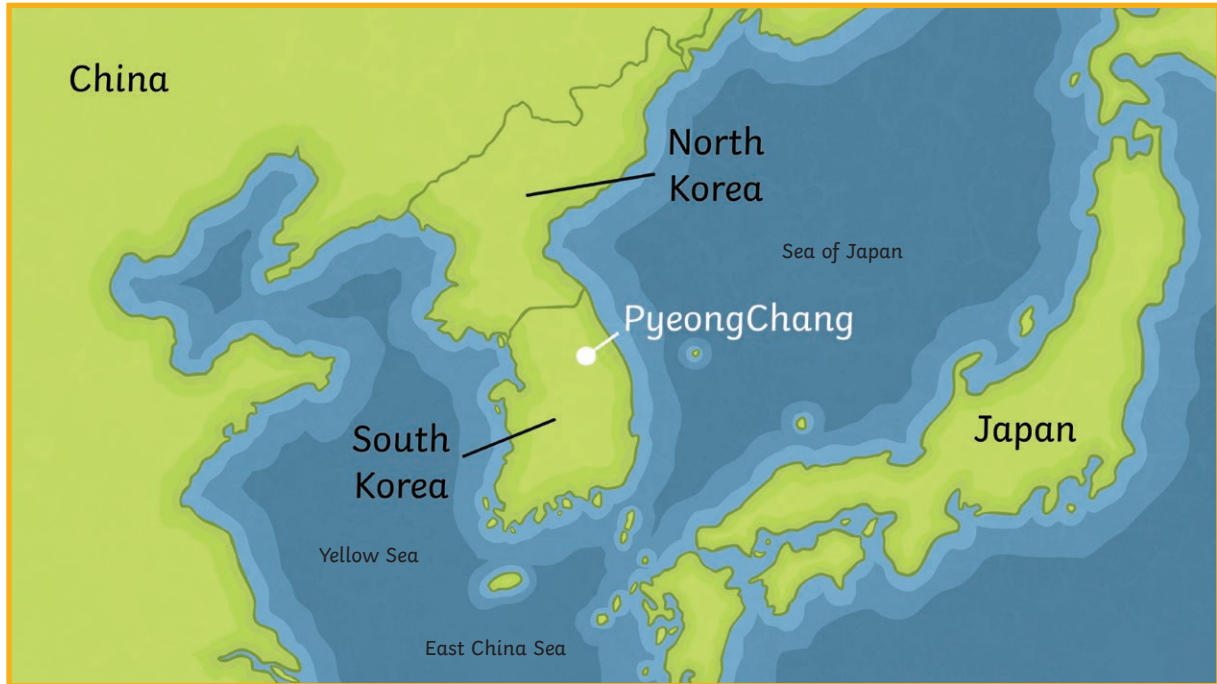 China
North
Korea
Sea of Japan
PyeongChang
Japan
South
Korea
Yellow Sea
East China Sea